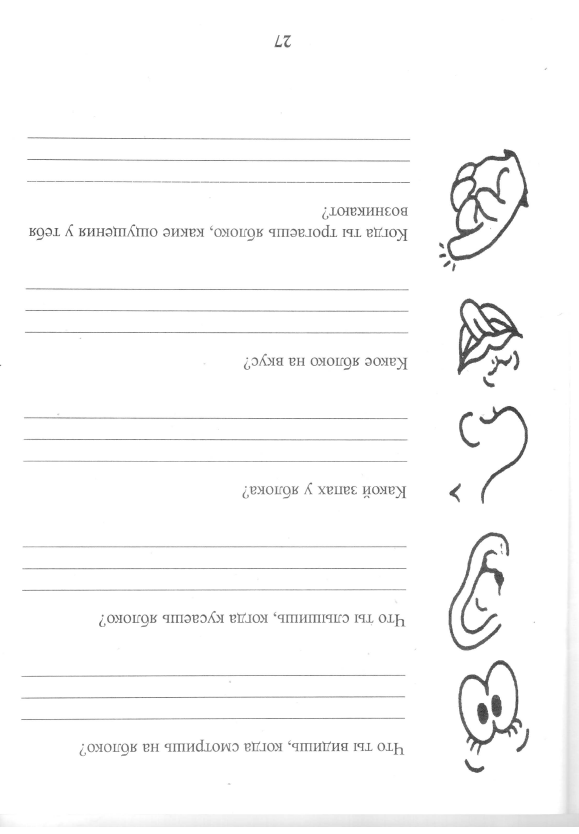 Что ты видишь, когда смотришь на яблоко?
Что ты слышишь, когда кусаешь яблоко?
Какой запах у яблока?
Какое яблоко на вкус?
Когда ты трогаешь яблоко, какие ощущения у тебя
возникают?
27